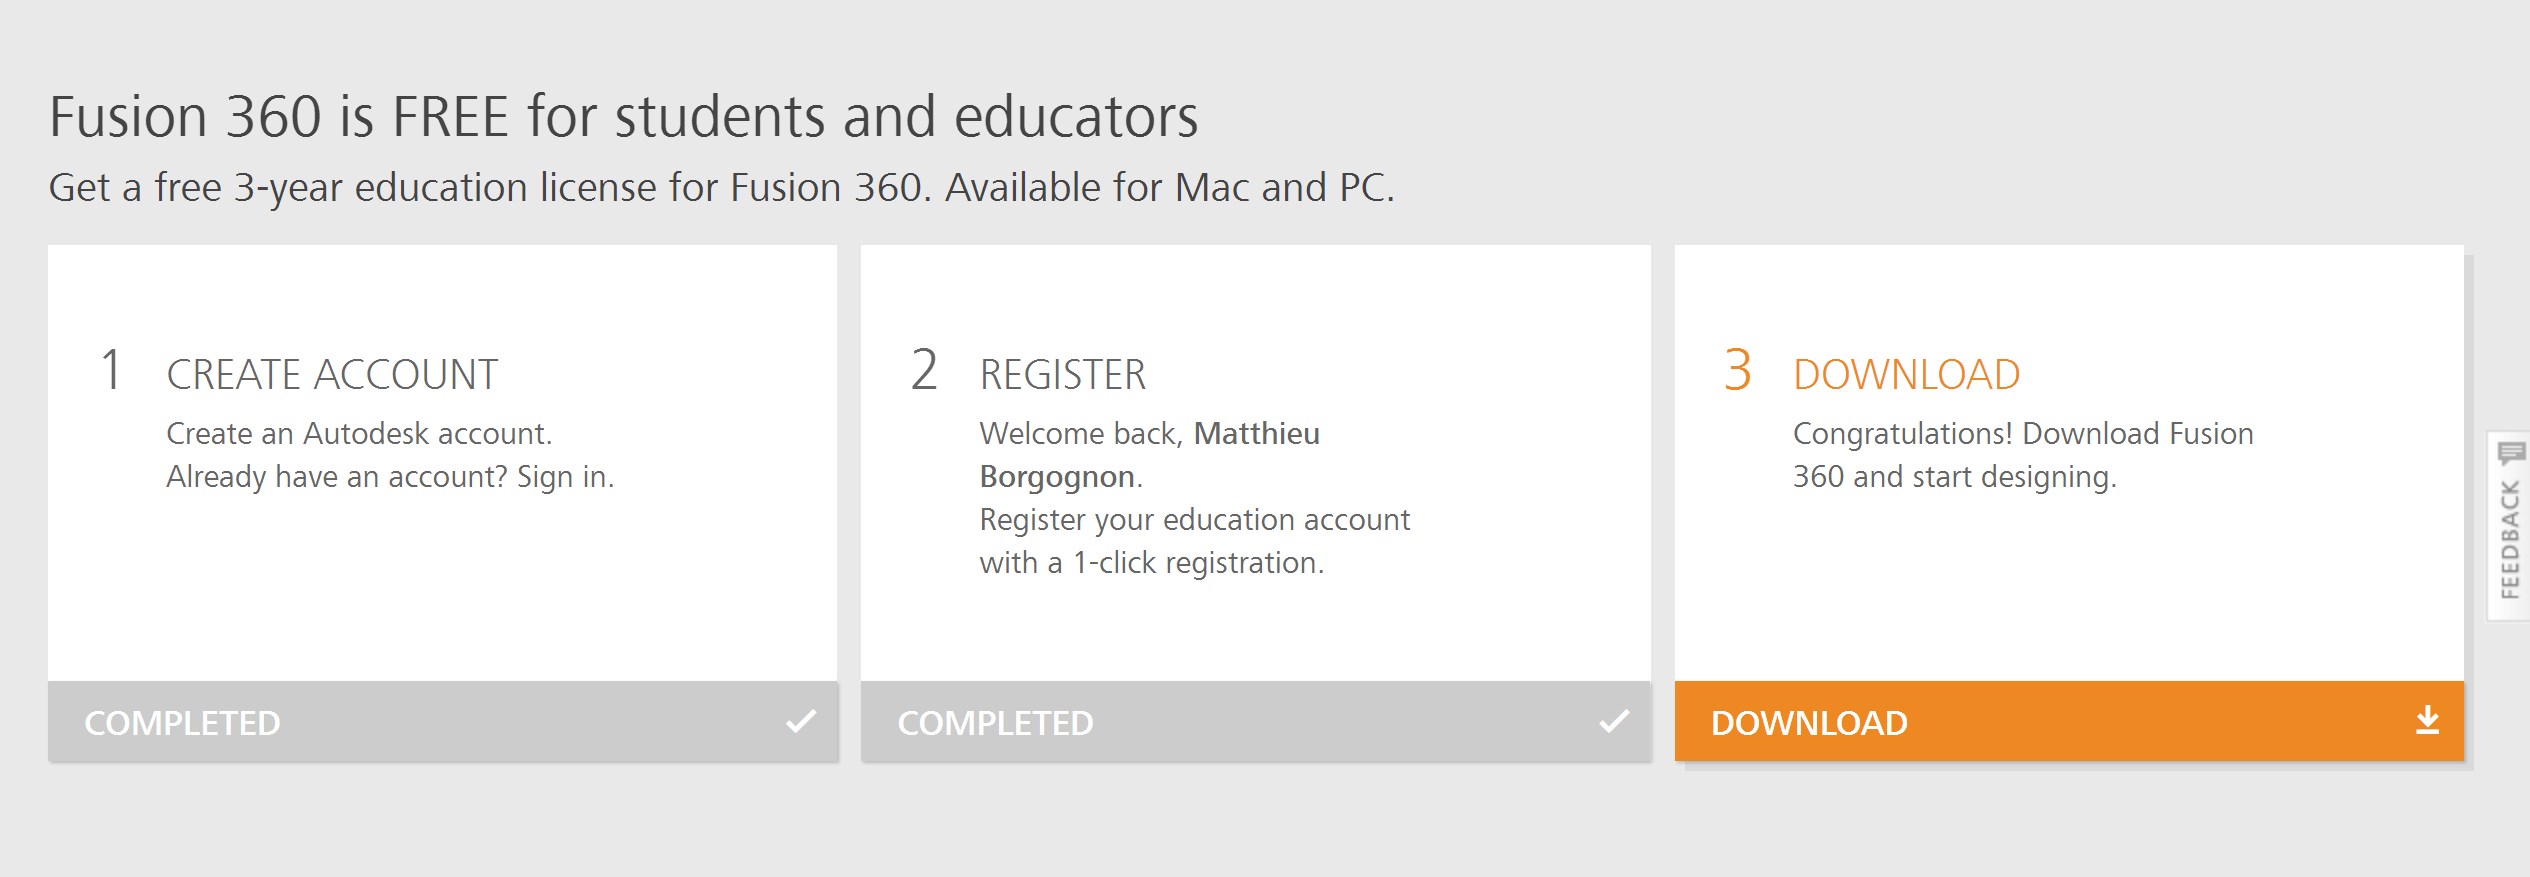 Fusion 360 is FREE for students and educators
Get a free 3-year education license for Fusion 360. Available for Mac and PC.
1 CREATE ACCOUNT
Create an Autodesk account.
Already have an account? Sign in.
COMPLETED
2 REGISTER
Welcome back, Matthieu
Borgognon.
Register your education account
with a 1-click registration.
COMPLETED
3 DOWNLOAD
Congratulations! Download Fusion
360 and start designing.
DOWNLOAD
FEEDBACK